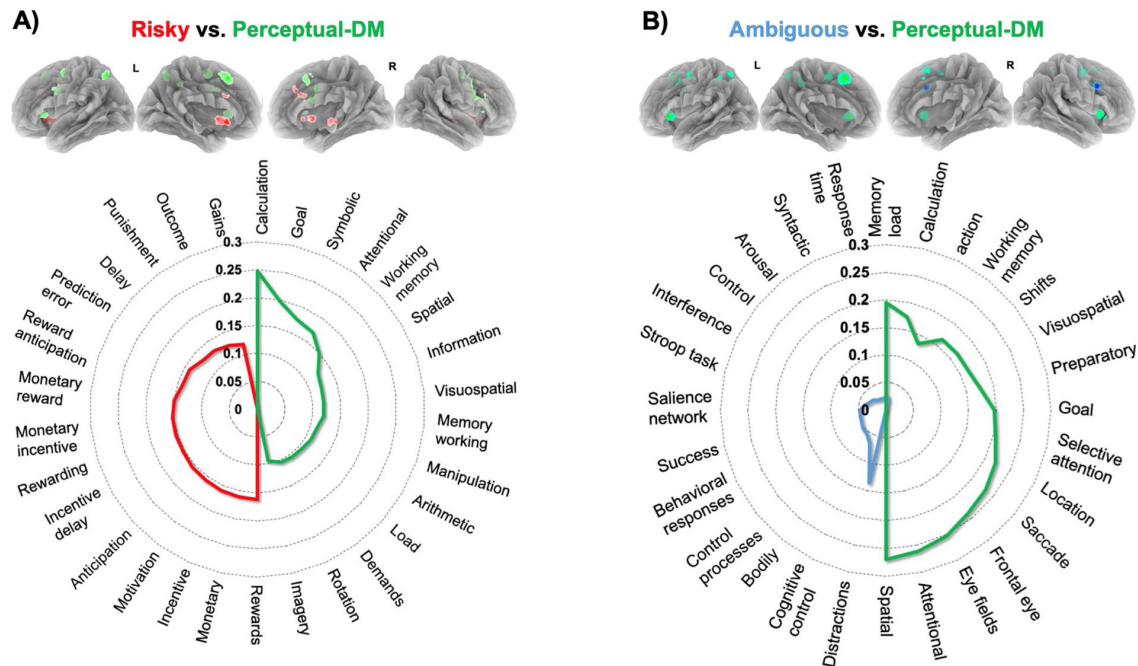 A)
Risky vs. Perceptual-DM
L
R
Calculation
Goal
Symbolic
Attentional
Working
memory
Spatial
Information
Visuospatial
Memory
working
Manipulation
Arithmetic
Load
Demands
Rotation
Imagery
Rewards
Monetary
Incentive
Motivation
Anticipation
Incentive
delay
Rewarding
Monetary
incentive
Monetary
reward
Reward
anticipation
Prediction
error
Delay
Punishment
Outcome
Gains
0.3
0.25
0.2
0.15
0.1
0.05
0
B)
Ambiguous vs. Perceptual-DM
L
R
Memory
load
Calculation
action
Working
memory
Shifts
Visuospatial
Preparatory
Goal
Selective
attention
Location
Saccade
Frontal eye
Eye fields
Attentional
Spatial
Distractions
Cognitive
control
Bodily
Control
processes
Behavioral
responses
Success
Salience
network
Stroop task
Interference
Control
Arousal
Syntactic
Response
time
0.3
0.25
0.2
0.15
0.1
0.05
0